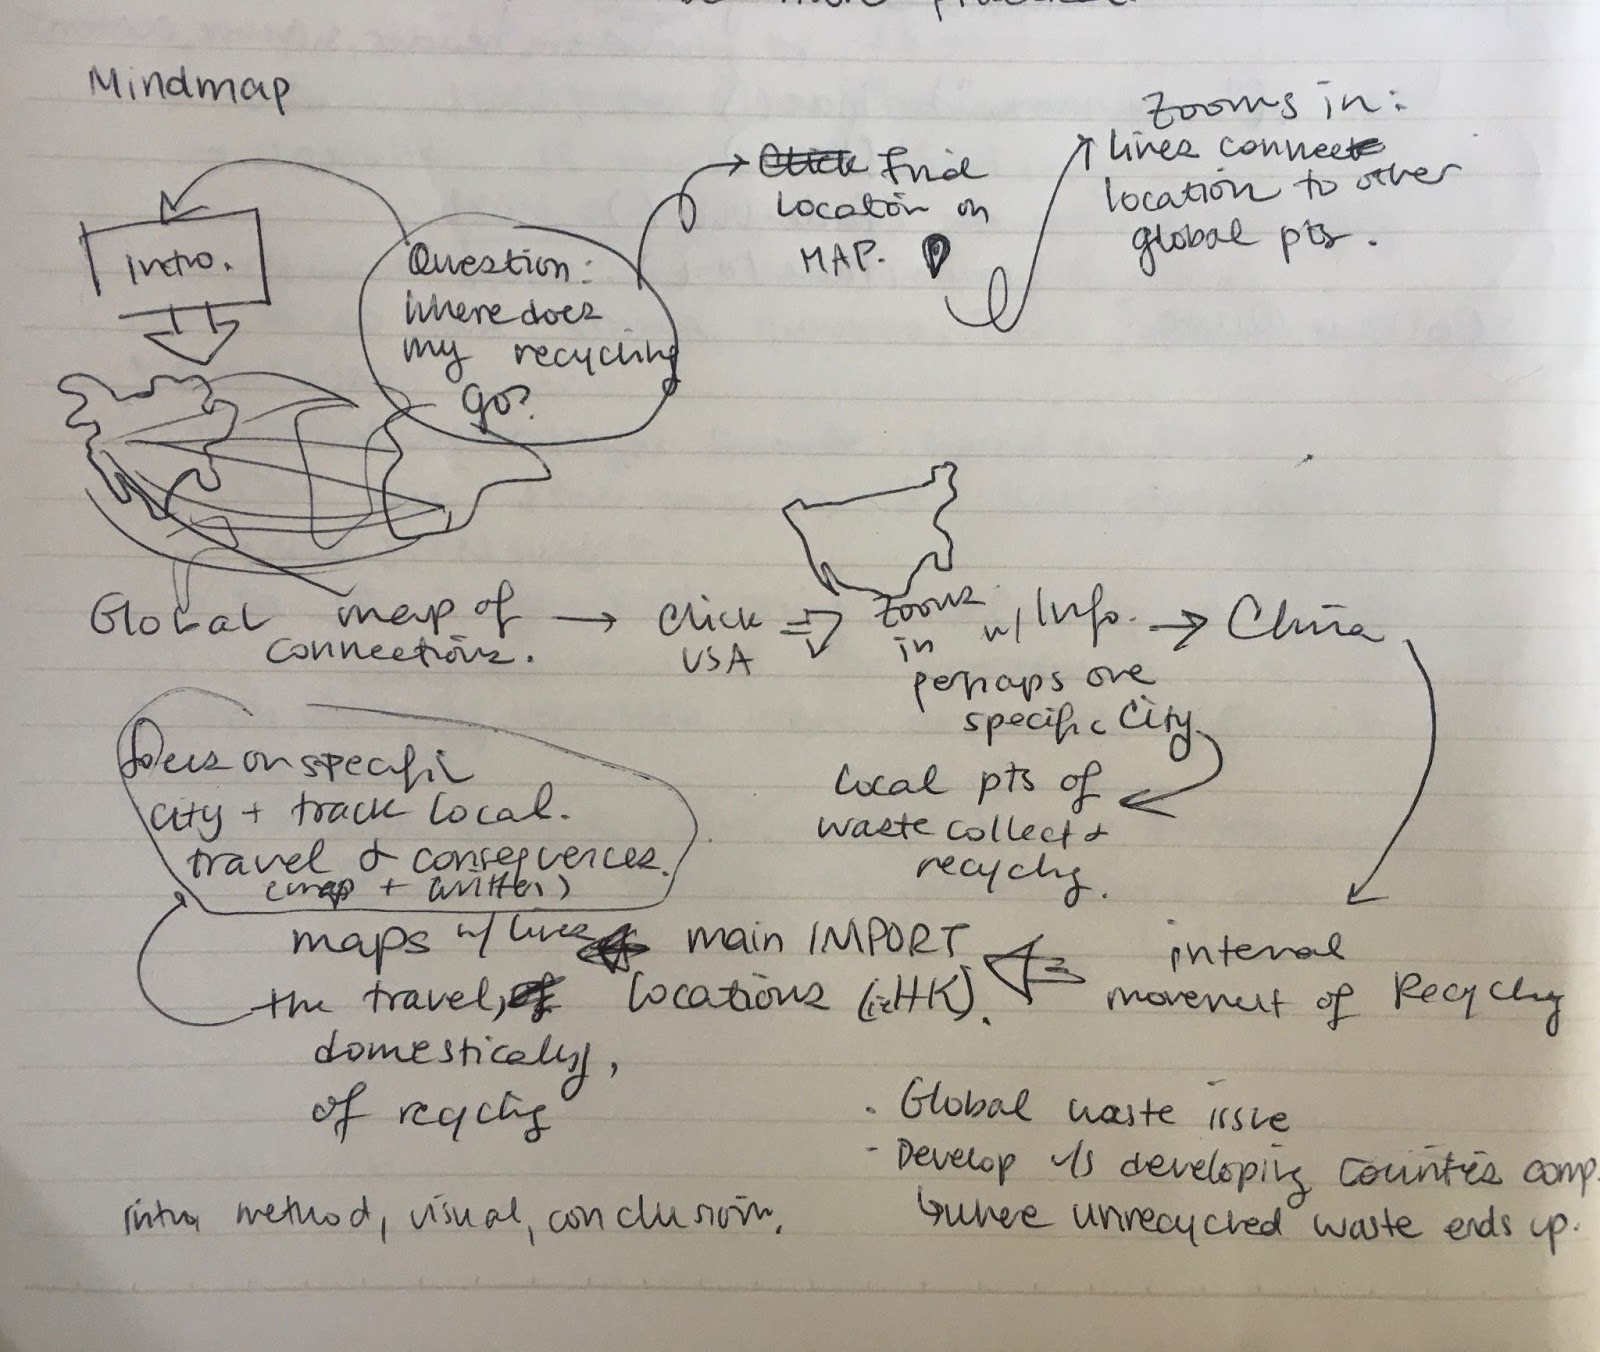 Mindmap
Intro.
Question:
Where does
my recycling
go?
Click find
location on
MAP.
Zooms in:
lines connect
location to other
global pts.
Global map of
connections.
Click
USA
zooms
in w/ Info.
perhaps one
specific City
local pts of
waste collect &
recyclg.
China
internal
movement of Recyclig
main IMPORT
locations (i.e HK).
maps w/ lines
the travel, of
domestically,
of recyclig
focus on specific
city + track local.
travel & consequences.
(map + written)
. Global waste issue
- Develop v/s developing Countries comp.
↳ where unrecycled waste ends up.
intro, method, visual, conclusion.